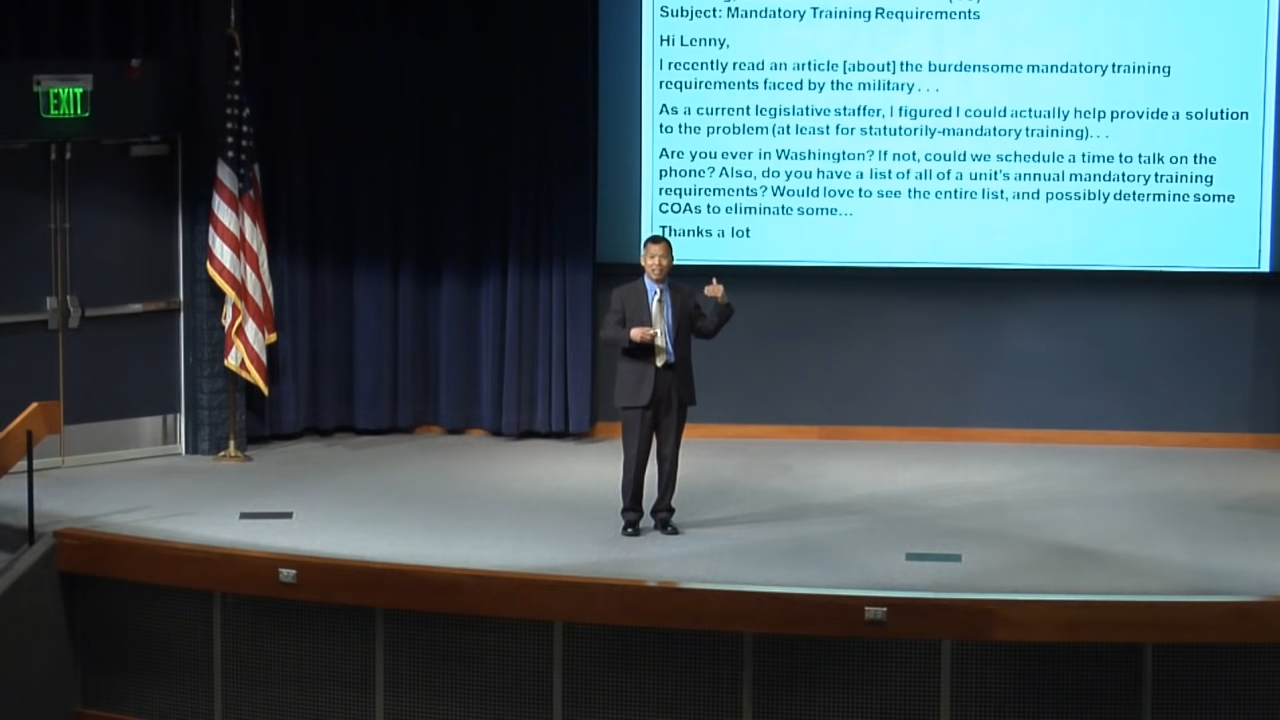 EXIT
Subject: Mandatory Training Requirements
Hi Lenny,
I recently read an article [about] the burdensome mandatory training
requirements faced by the military . . .
As a current legislative staffer, I figured I could actually help provide a solution
to the problem (at least for statutorily-mandatory training). . .
Are you ever in Washington? If not, could we schedule a time to talk on the
phone? Also, do you have a list of all of a unit's annual mandatory training
requirements? Would love to see the entire list, and possibly determine some
COAs to eliminate some...
Thanks a lot